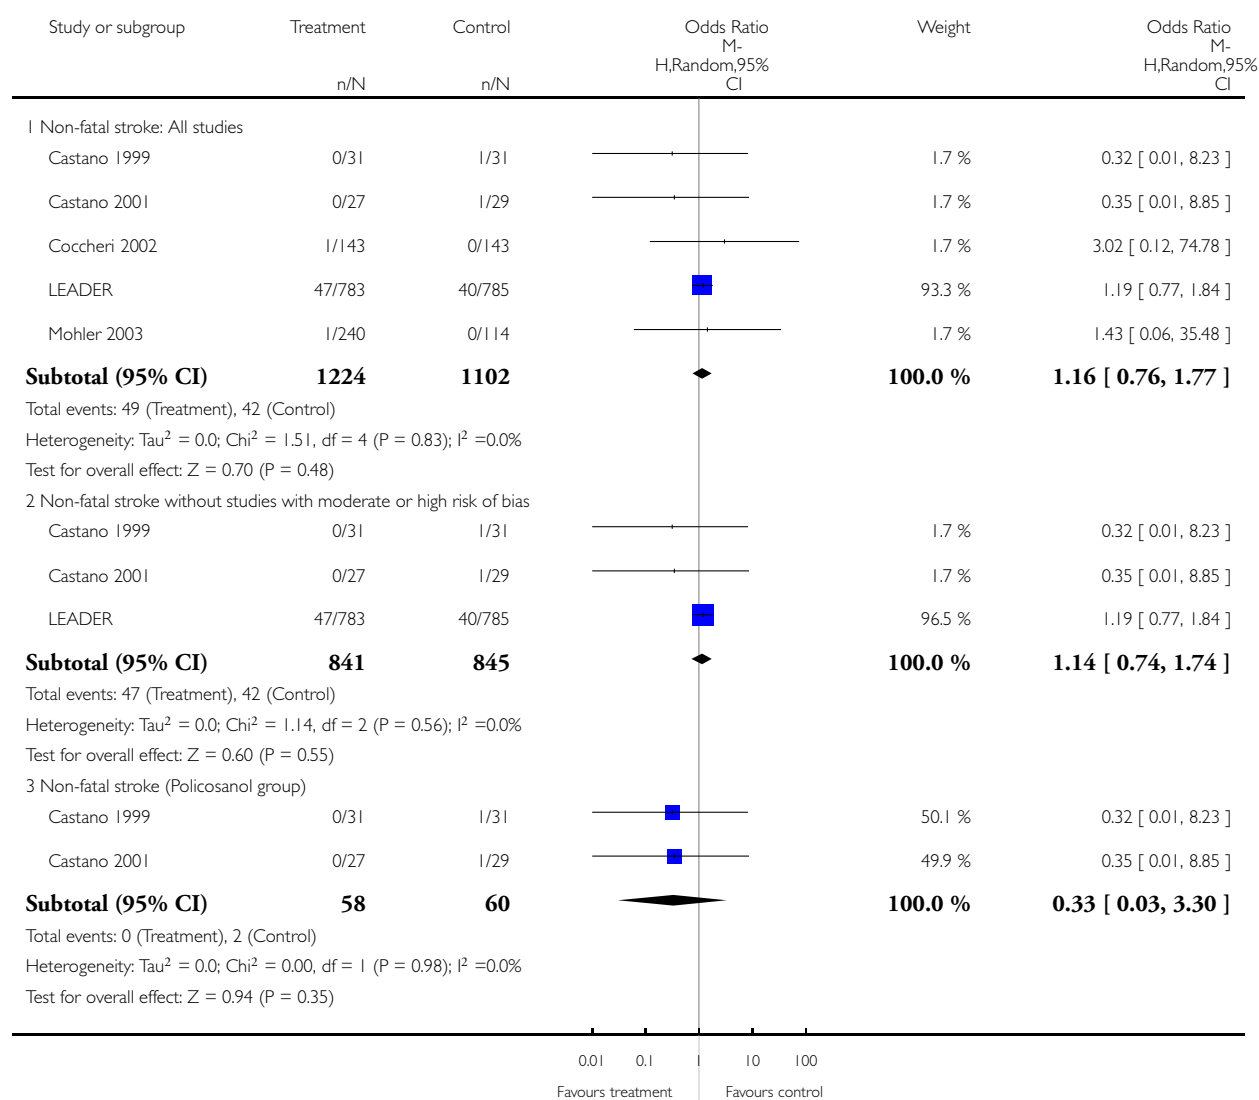 Study or subgroup Treatment Control Odds Ratio Weight Odds Ratio
M- M-
H,Random,95% H,Random,95%
n/N n/N CI CI
1 Non-fatal stroke: All studies
Castano 1999 0/31 1/31 1.7 % 0.32 [ 0.01, 8.23 ]
Castano 2001 0/27 1/29 1.7 % 0.35 [ 0.01, 8.85 ]
Coccheri 2002 1/143 0/143 1.7 % 3.02 [ 0.12, 74.78 ]
LEADER 47/783 40/785 93.3 % 1.19 [ 0.77, 1.84 ]
Mohler 2003 1/240 0/114 1.7 % 1.43 [ 0.06, 35.48 ]
Subtotal (95% CI) 1224 1102 100.0 % 1.16 [ 0.76, 1.77 ]
Total events: 49 (Treatment), 42 (Control)
Heterogeneity: Tau² = 0.0; Chi² = 1.51, df = 4 (P = 0.83); I² =0.0%
Test for overall effect: Z = 0.70 (P = 0.48)
2 Non-fatal stroke without studies with moderate or high risk of bias
Castano 1999 0/31 1/31 1.7 % 0.32 [ 0.01, 8.23 ]
Castano 2001 0/27 1/29 1.7 % 0.35 [ 0.01, 8.85 ]
LEADER 47/783 40/785 96.5 % 1.19 [ 0.77, 1.84 ]
Subtotal (95% CI) 841 845 100.0 % 1.14 [ 0.74, 1.74 ]
Total events: 47 (Treatment), 42 (Control)
Heterogeneity: Tau² = 0.0; Chi² = 1.14, df = 2 (P = 0.56); I² =0.0%
Test for overall effect: Z = 0.60 (P = 0.55)
3 Non-fatal stroke (Policosanol group)
Castano 1999 0/31 1/31 50.1 % 0.32 [ 0.01, 8.23 ]
Castano 2001 0/27 1/29 49.9 % 0.35 [ 0.01, 8.85 ]
Subtotal (95% CI) 58 60 100.0 % 0.33 [ 0.03, 3.30 ]
Total events: 0 (Treatment), 2 (Control)
Heterogeneity: Tau² = 0.0; Chi² = 0.00, df = 1 (P = 0.98); I² =0.0%
Test for overall effect: Z = 0.94 (P = 0.35)
0.01 0.1 1 10 100
Favours treatment Favours control